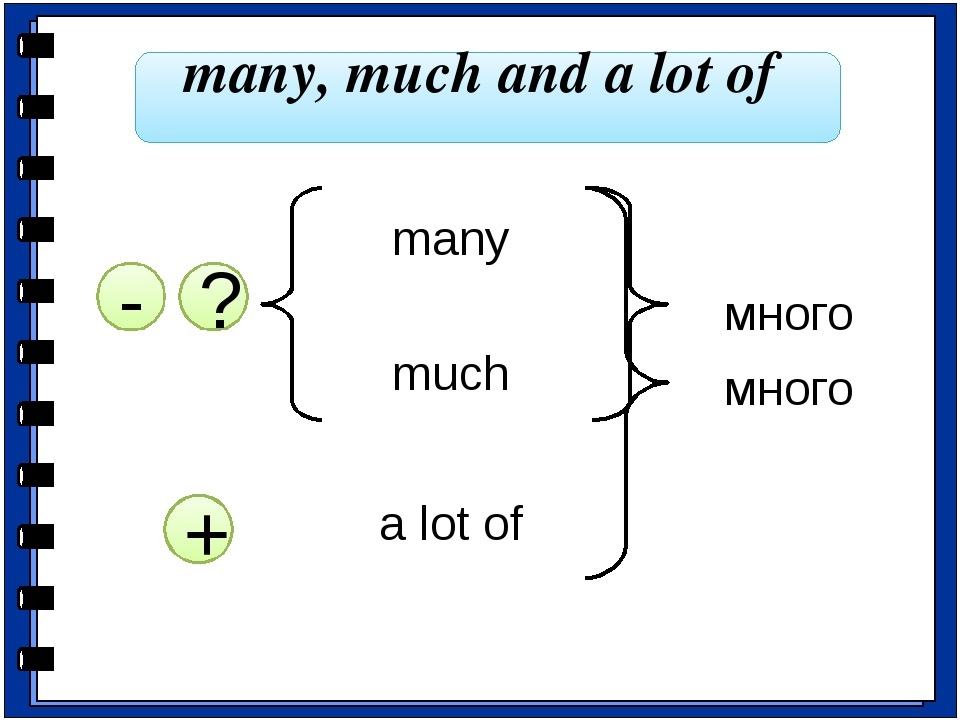 many, much and a lot of
many
- ?
много
much
много
a lot of
+